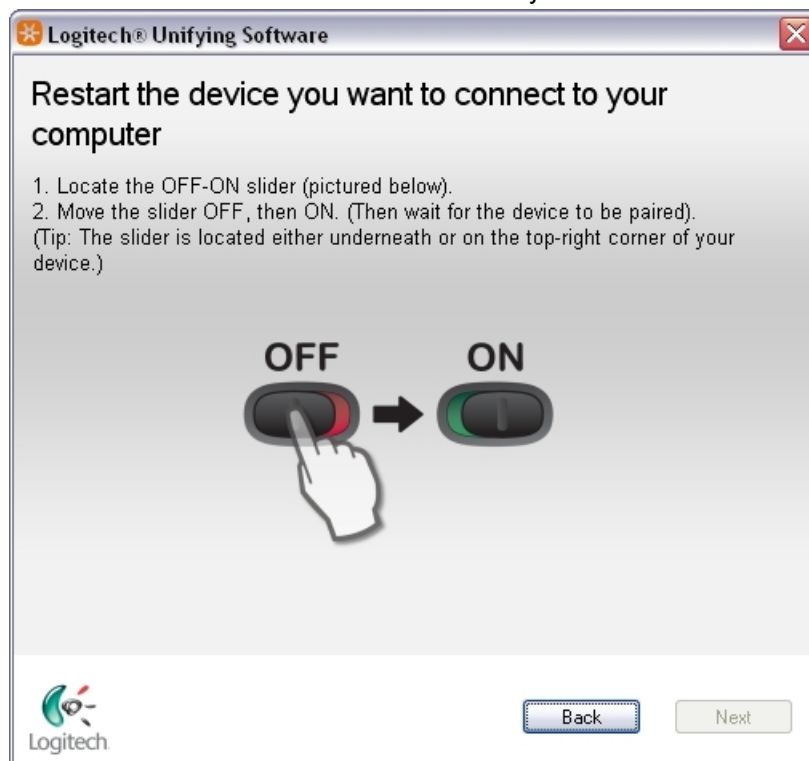 Logitech® Unifying Software
Restart the device you want to connect to your
computer
1. Locate the OFF-ON slider (pictured below).
2. Move the slider OFF, then ON. (Then wait for the device to be paired).
(Tip: The slider is located either underneath or on the top-right corner of your
device.)
OFF ON
Logitech
Back Next